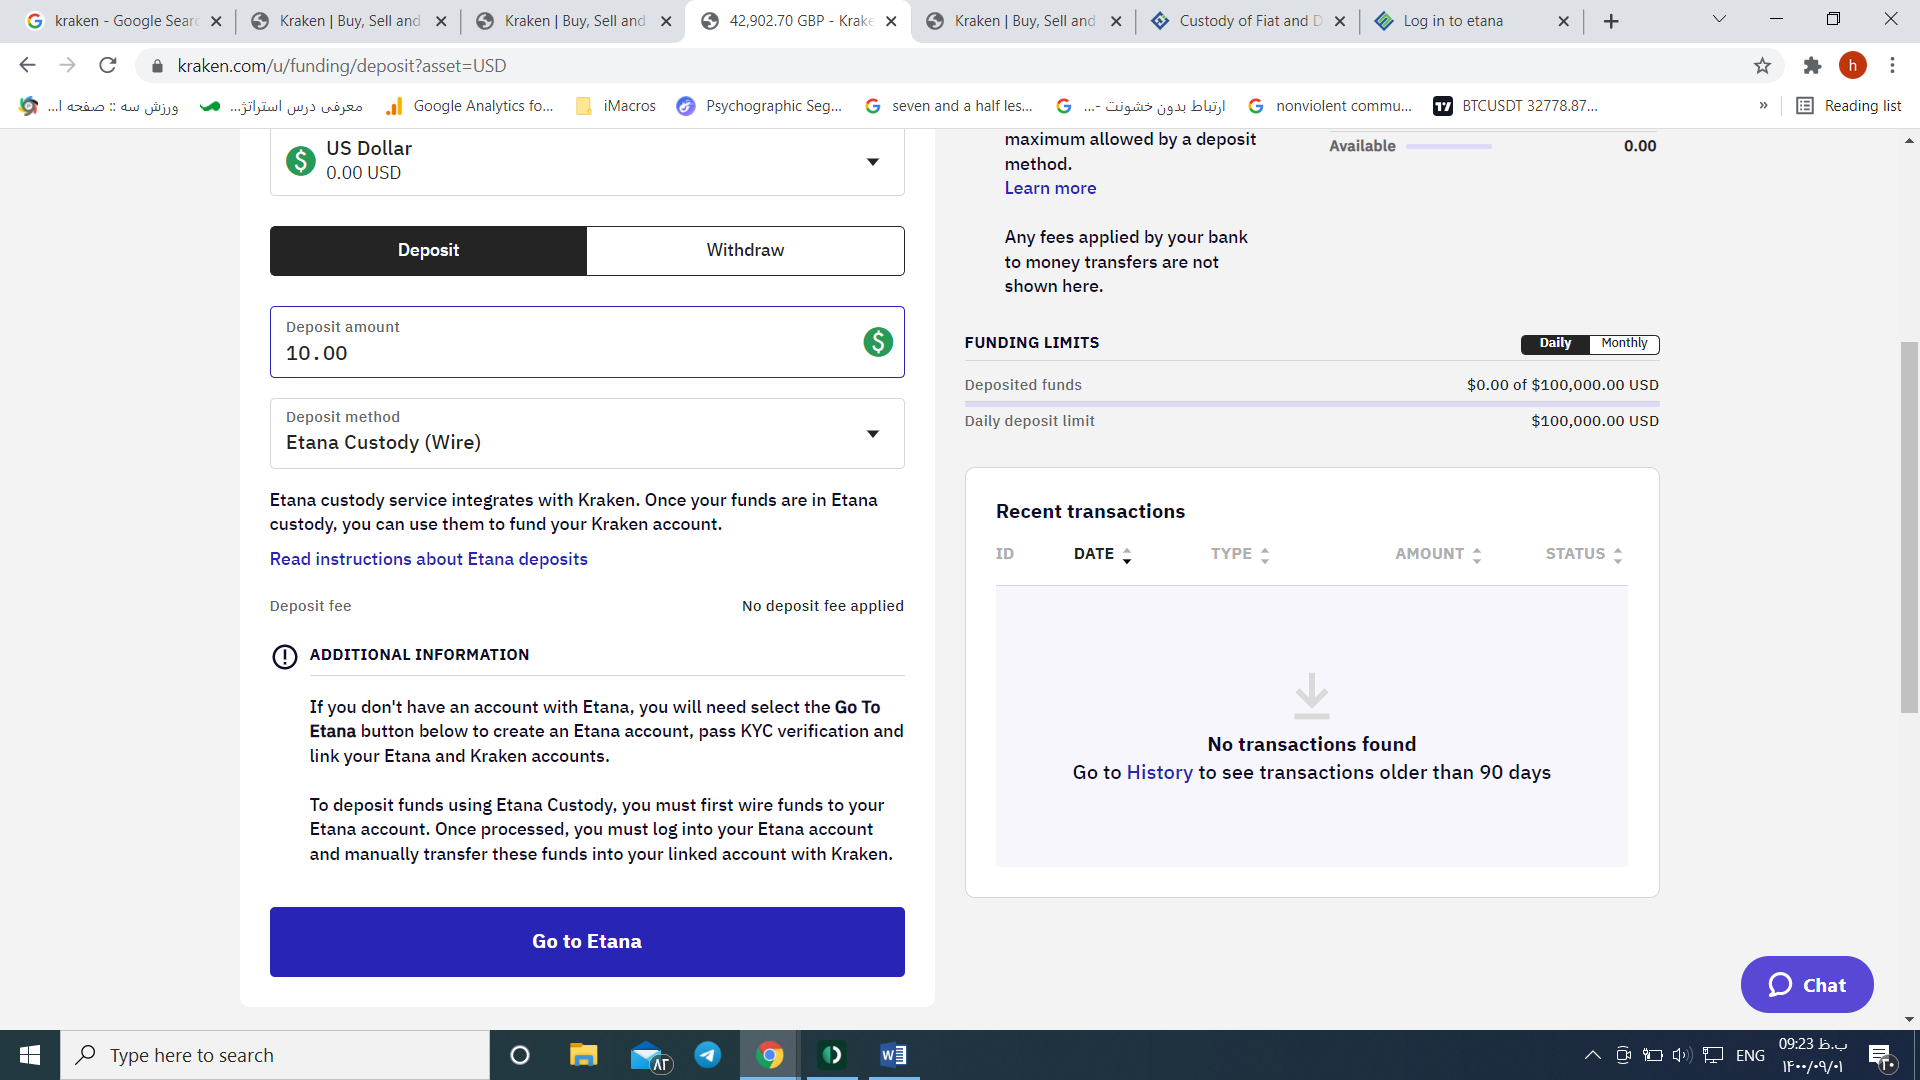 kraken - Google Searc
Kraken | Buy, Sell and
Kraken | Buy, Sell and
42,902.70 GBP - Krake
Kraken | Buy, Sell and
Custody of Fiat and D
Log in to etana
kraken.com/u/funding/deposit?asset=USD
h
ورزش سه :: صفحه ا...
معرفی درس استراتژ...
Google Analytics fo...
iMacros
Psychographic Seg...
seven and a half les...
ارتباط بدون خشونت -...
nonviolent commu...
BTCUSDT 32778.87...
»
Reading list
US Dollar
0.00 USD
Deposit
Withdraw
Deposit amount
10.00
Deposit method
Etana Custody (Wire)
Etana custody service integrates with Kraken. Once your funds are in Etana
custody, you can use them to fund your Kraken account.
Read instructions about Etana deposits
Deposit fee
No deposit fee applied
ADDITIONAL INFORMATION
If you don't have an account with Etana, you will need select the Go To
Etana button below to create an Etana account, pass KYC verification and
link your Etana and Kraken accounts.
To deposit funds using Etana Custody, you must first wire funds to your
Etana account. Once processed, you must log into your Etana account
and manually transfer these funds into your linked account with Kraken.
Go to Etana
maximum allowed by a deposit
method.
Learn more
Any fees applied by your bank
to money transfers are not
shown here.
Available
0.00
FUNDING LIMITS
Daily
Monthly
Deposited funds
$0.00 of $100,000.00 USD
Daily deposit limit
$100,000.00 USD
Recent transactions
ID
DATE
TYPE
AMOUNT
STATUS
No transactions found
Go to History to see transactions older than 90 days
Chat
Type here to search
۸۲
ENG
09:23 ب.ظ
۱۴۰۰/۰۹/۰۱
۲۰